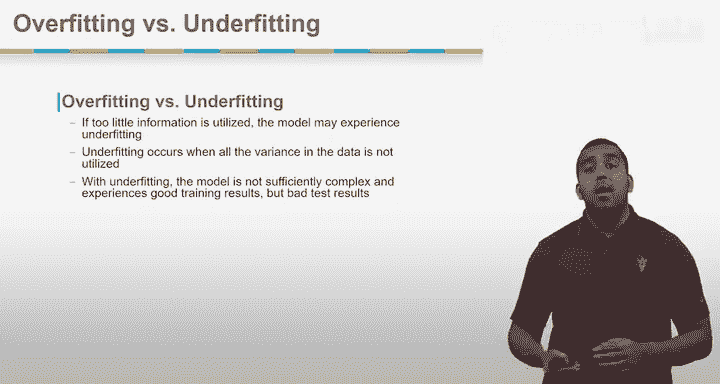 Overfitting vs. Underfitting
Overfitting vs. Underfitting
– If too little information is utilized, the model may experience
underfitting
– Underfitting occurs when all the variance in the data is not
utilized
– With underfitting, the model is not sufficiently complex and
experiences good training results, but bad test results